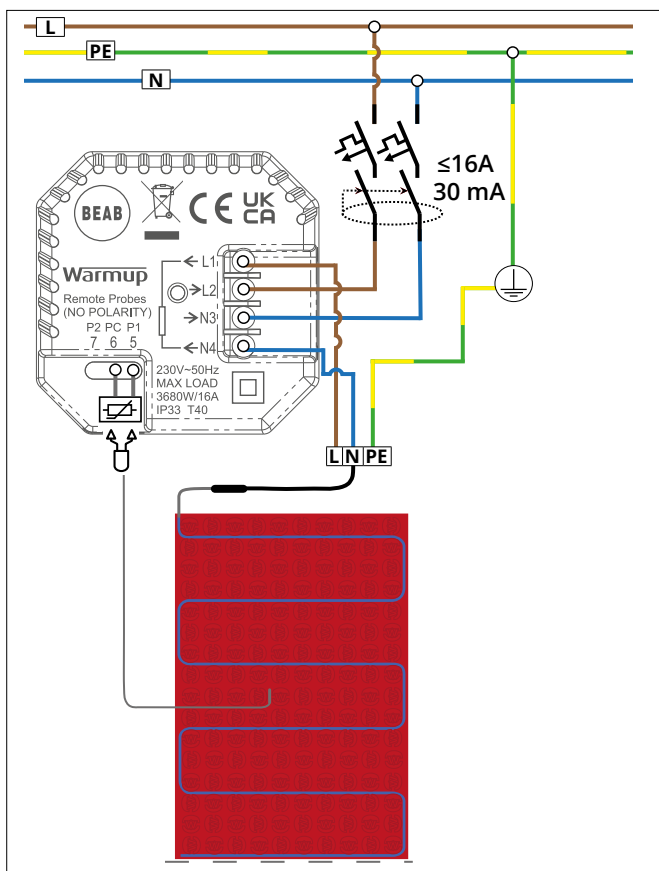 L
PE
N
≤16A
30 mA
BEAB
CE UK
CA
Warmup
L1
L2
N3
N4
Remote Probes
(NO POLARITY)
P2 PC P1
7 6 5
230V~50Hz
MAX LOAD
3680W/16A
IP33 T40
L N PE